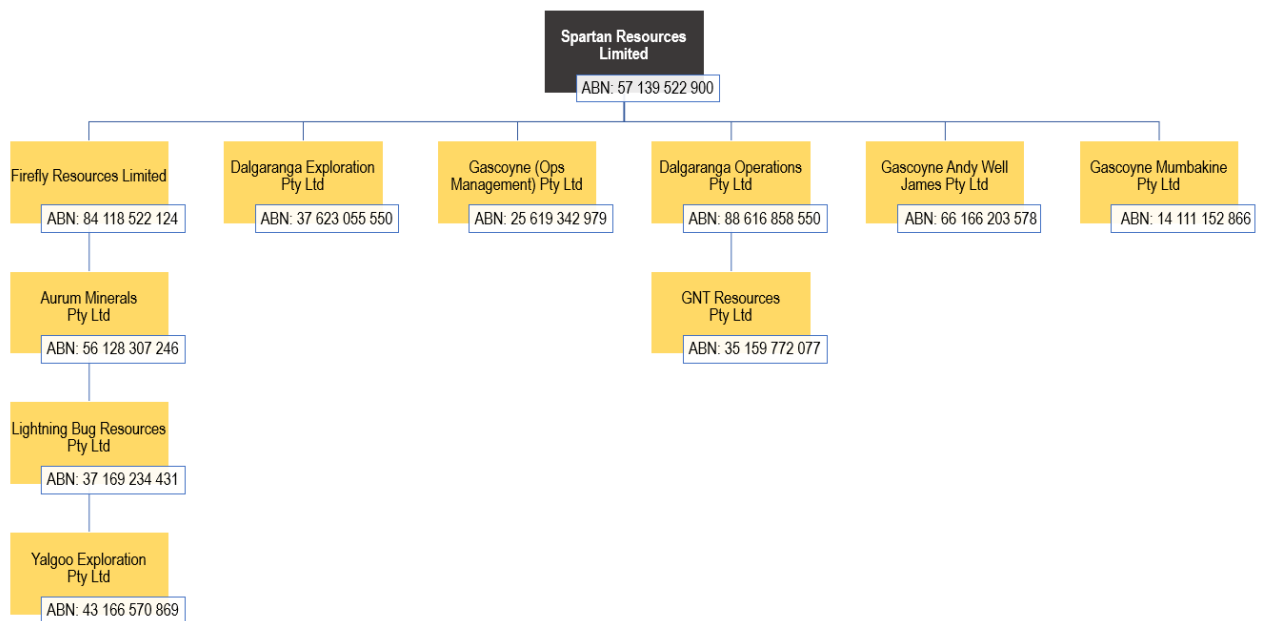 Spartan Resources
Limited
ABN: 57 139 522 900
Firefly Resources Limited
ABN: 84 118 522 124
Dalgaranga Exploration
Pty Ltd
ABN: 37 623 055 550
Gascoyne (Ops
Management) Pty Ltd
ABN: 25 619 342 979
Dalgaranga Operations
Pty Ltd
ABN: 88 616 858 550
Gascoyne Andy Well
James Pty Ltd
ABN: 66 166 203 578
Gascoyne Mumbakine
Pty Ltd
ABN: 14 111 152 866
Aurum Minerals
Pty Ltd
ABN: 56 128 307 246
GNT Resources
Pty Ltd
ABN: 35 159 772 077
Lightning Bug Resources
Pty Ltd
ABN: 37 169 234 431
Yalgoo Exploration
Pty Ltd
ABN: 43 166 570 869